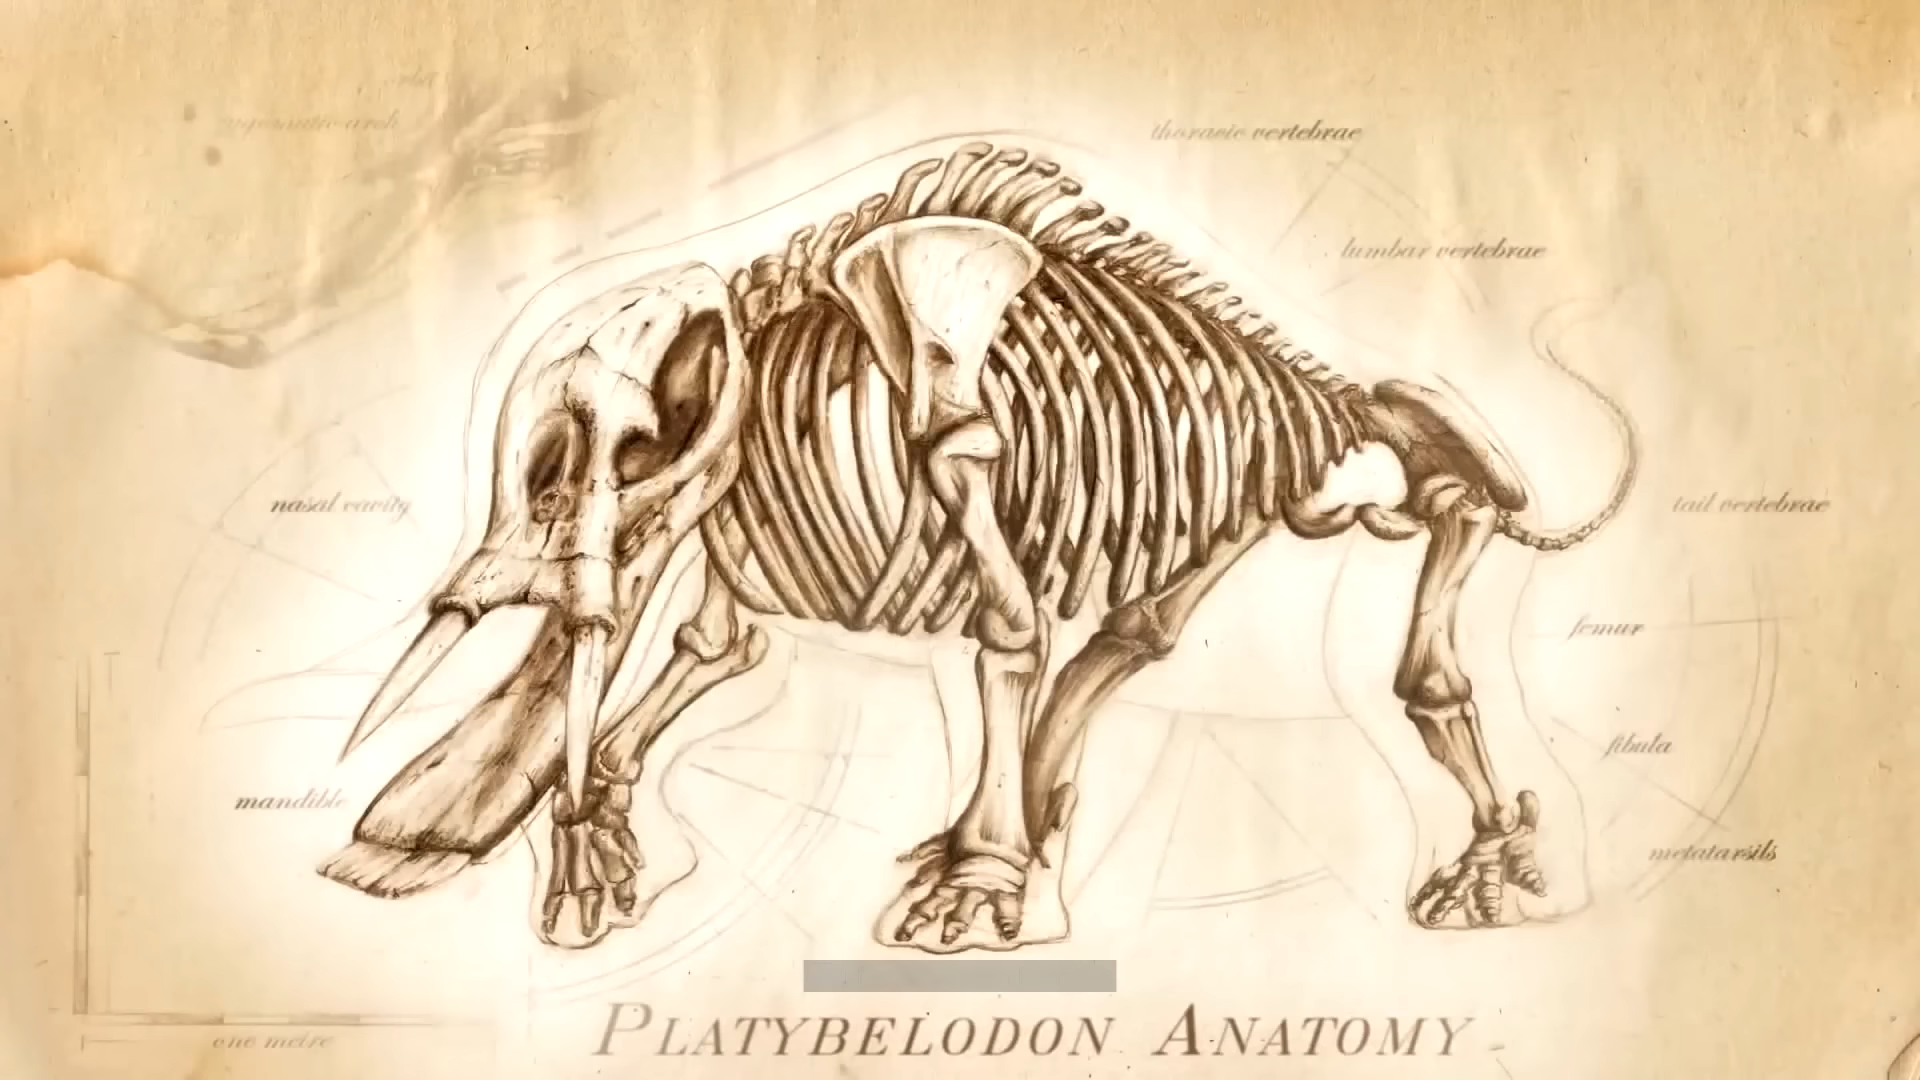 thoracic vertebrae
lumbar vertebrae
nasal cavity
tail vertebrae
femur
fibula
mandible
metatarsils
one metre
PLATYBELODON ANATOMY